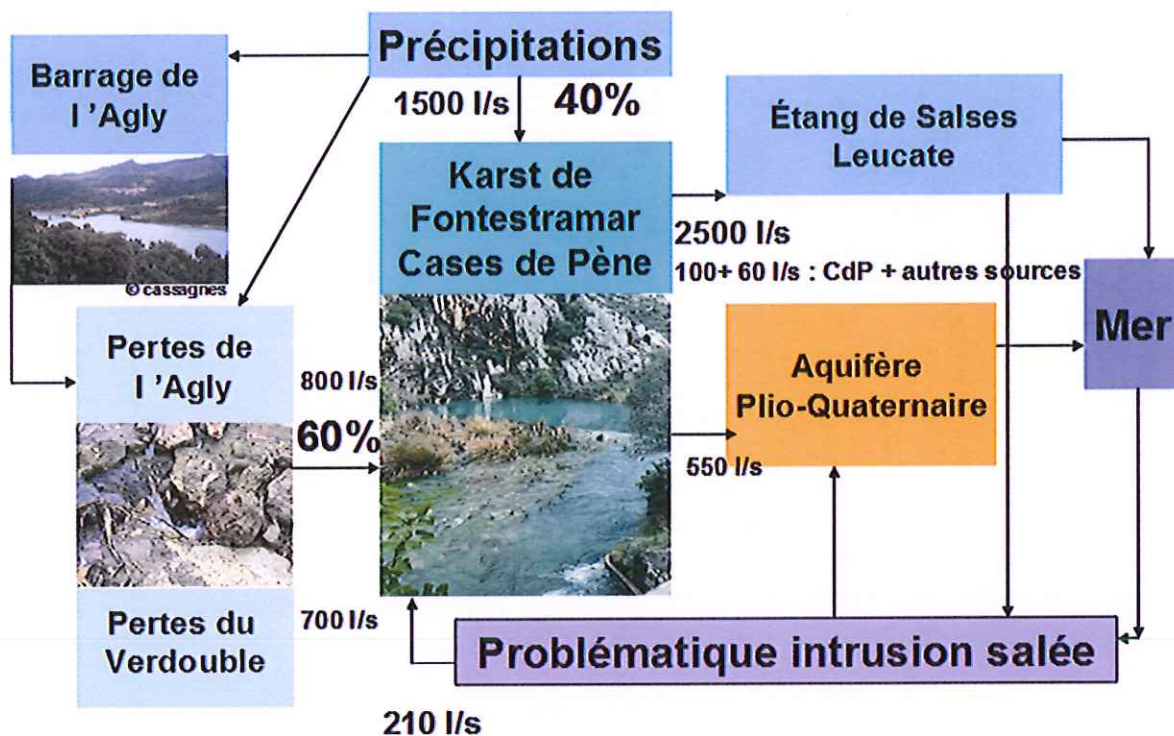 Précipitations
Barrage de
l ’Agly
1500 l/s
40%
Étang de Salses
Leucate
Karst de
Fontestramar
Cases de Pène
2500 l/s
100+ 60 l/s : CdP + autres sources
© cassagnes
Mer
Pertes de
l ’Agly
800 l/s
60%
Aquifère
Plio-Quaternaire
550 l/s
Pertes du
Verdouble
700 l/s
Problématique intrusion salée
210 l/s